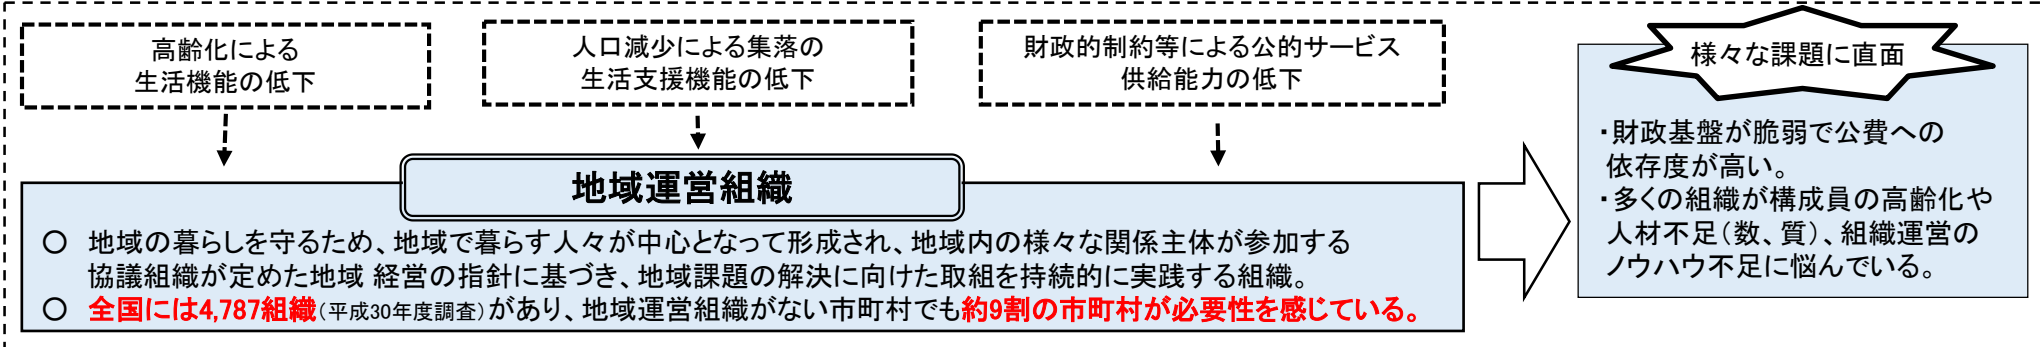 高齢化による
生活機能の低下
人口減少による集落の
生活支援機能の低下
財政的制約等による公的サービス
供給能力の低下
地域運営組織
〇 地域の暮らしを守るため、地域で暮らす人々が中心となって形成され、地域内の様々な関係主体が参加する
協議組織が定めた地域 経営の指針に基づき、地域課題の解決に向けた取組を持続的に実践する組織。
〇 全国には4,787組織(平成30年度調査)があり、地域運営組織がない市町村でも約9割の市町村が必要性を感じている。
様々な課題に直面
・財政基盤が脆弱で公費への
依存度が高い。
・多くの組織が構成員の高齢化や
人材不足(数、質)、組織運営の
ノウハウ不足に悩んでいる。